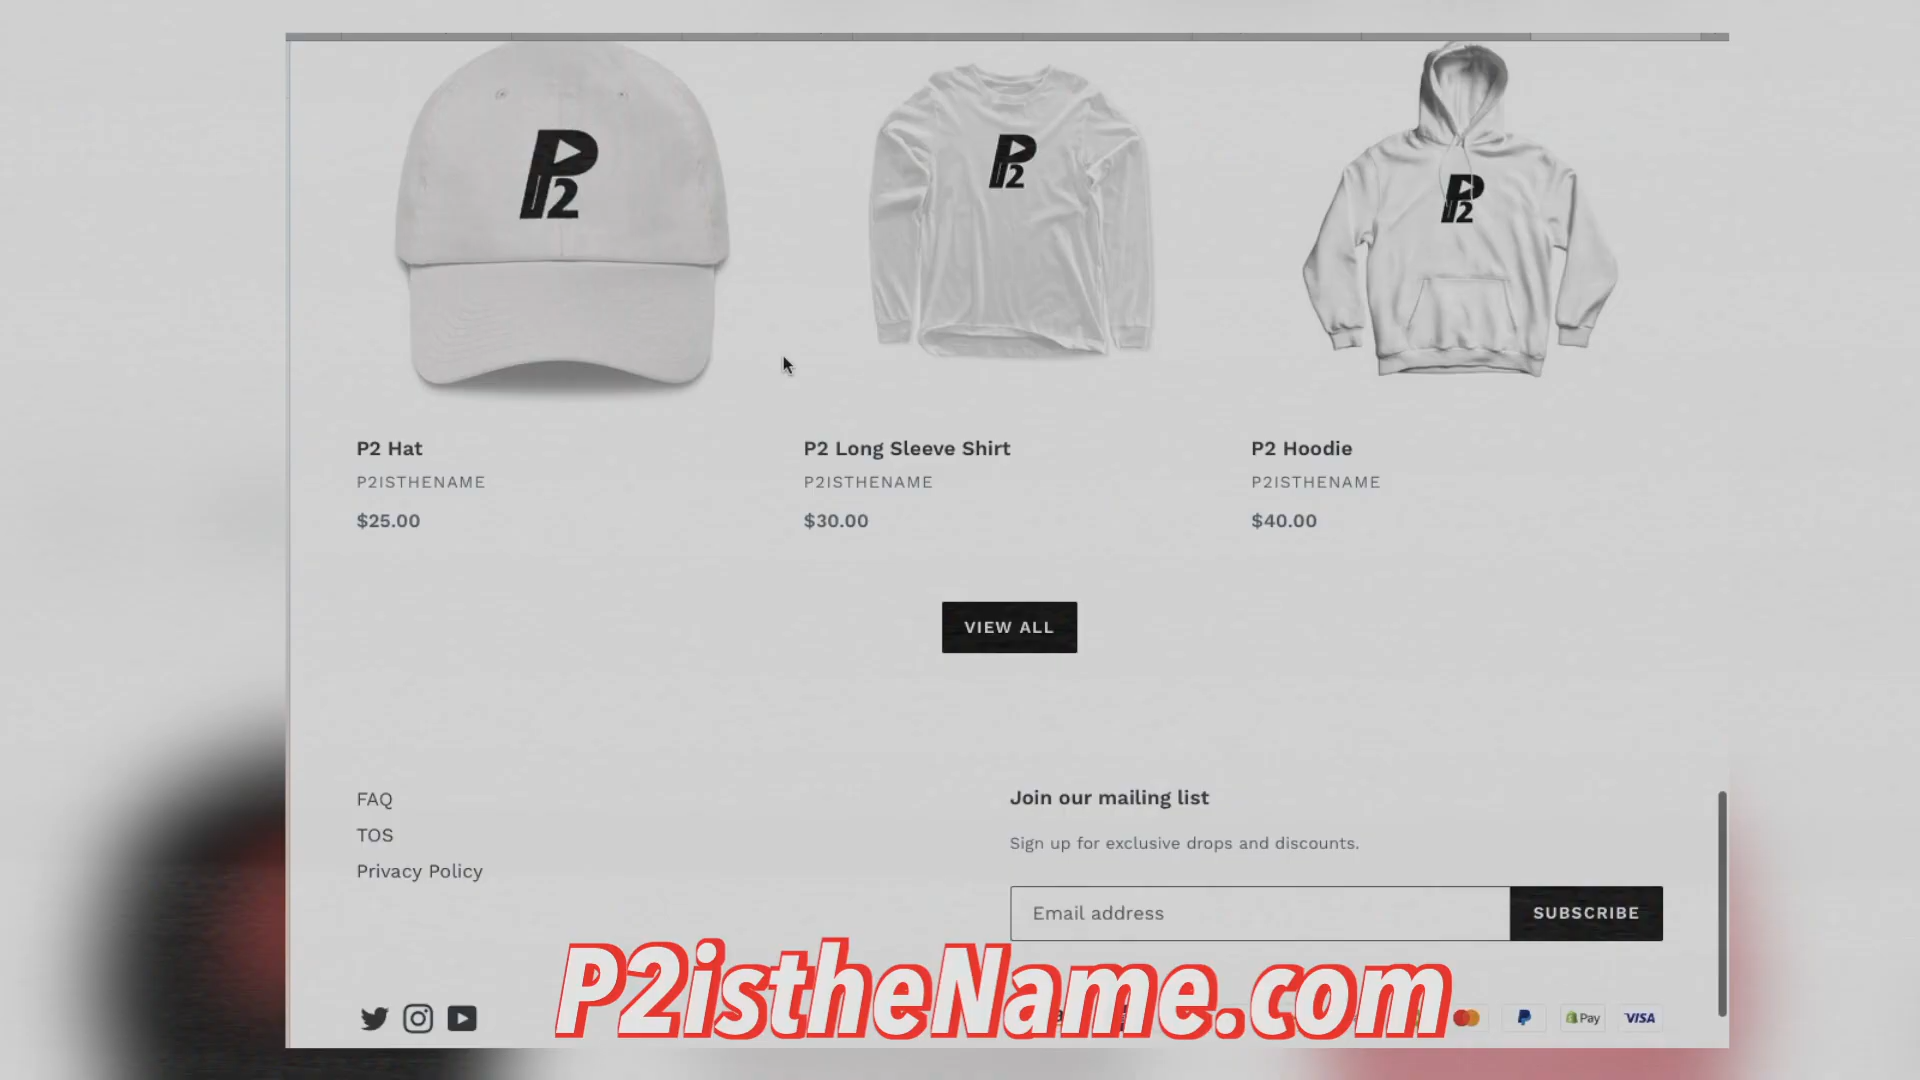 P2
P2
P2
P2 Hat
P2ISTHENAME
$25.00
P2 Long Sleeve Shirt
P2ISTHENAME
$30.00
P2 Hoodie
P2ISTHENAME
$40.00
VIEW ALL
FAQ
TOS
Privacy Policy
Join our mailing list
Sign up for exclusive drops and discounts.
Email address
SUBSCRIBE
P2istheName.com
Pay
VISA